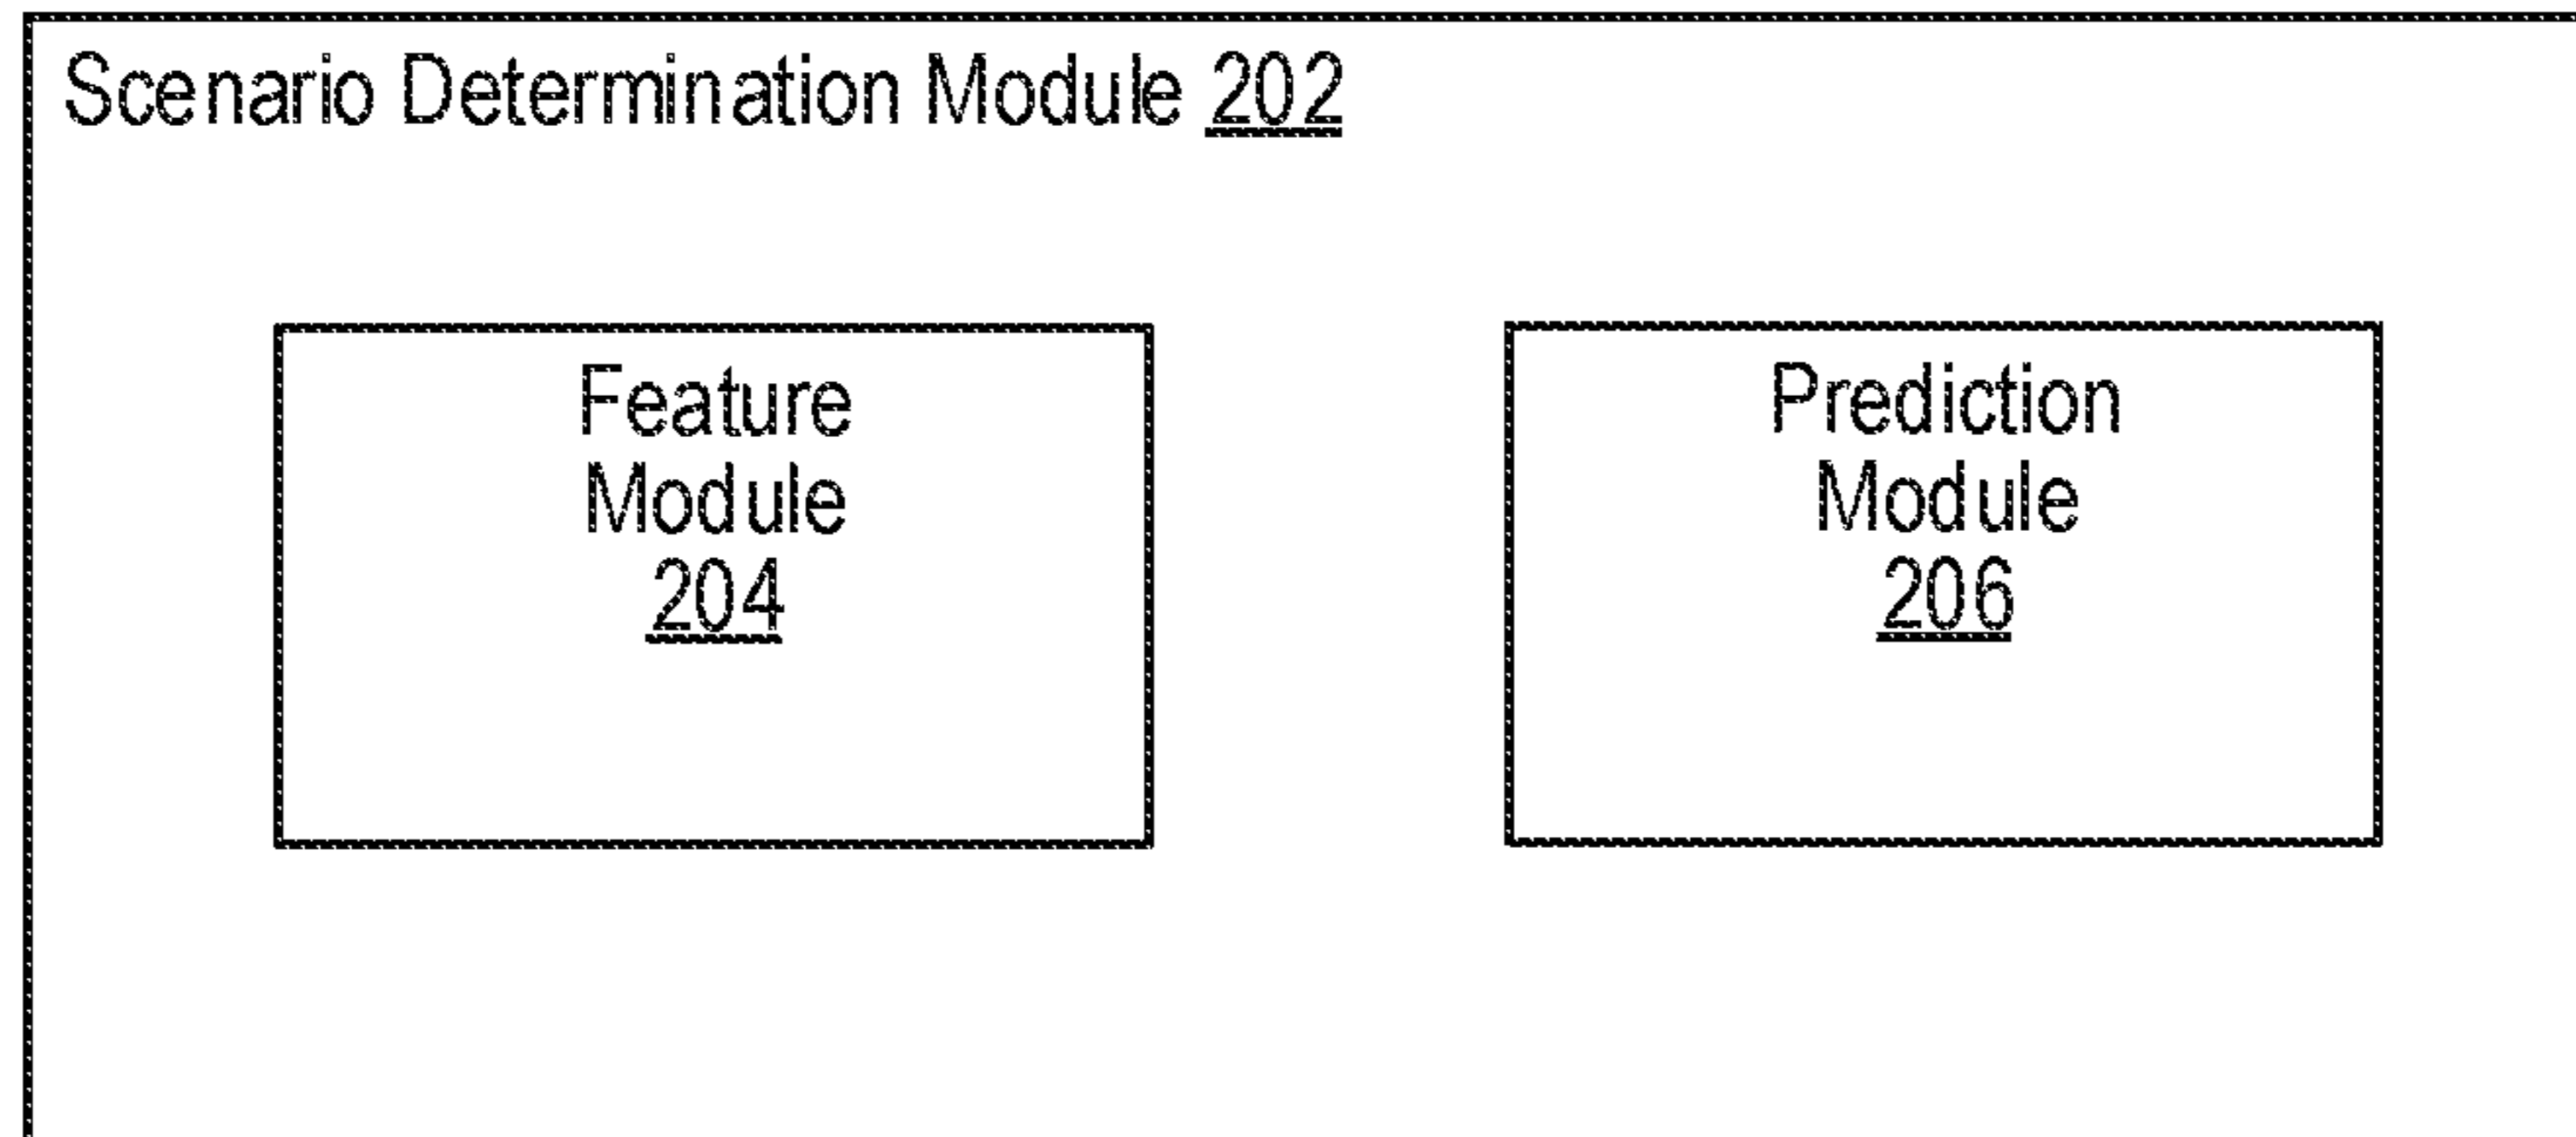 Scenario Determination Module 202
Feature
Module
204
Prediction
Module
206